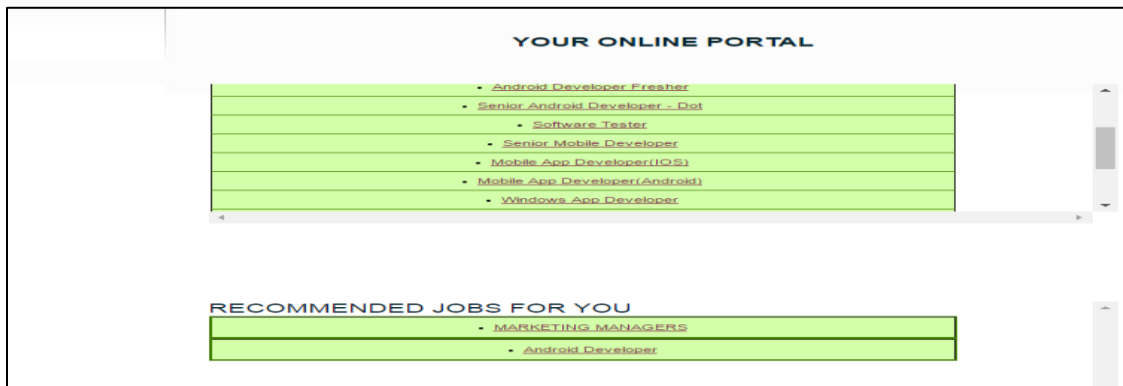 YOUR ONLINE PORTAL
• Android Developer Fresher
• Senior Android Developer - Dot
• Software Tester
• Senior Mobile Developer
• Mobile App Developer(IOS)
• Mobile App Developer(Android)
• Windows App Developer
RECOMMENDED JOBS FOR YOU
• MARKETING MANAGERS
• Android Developer